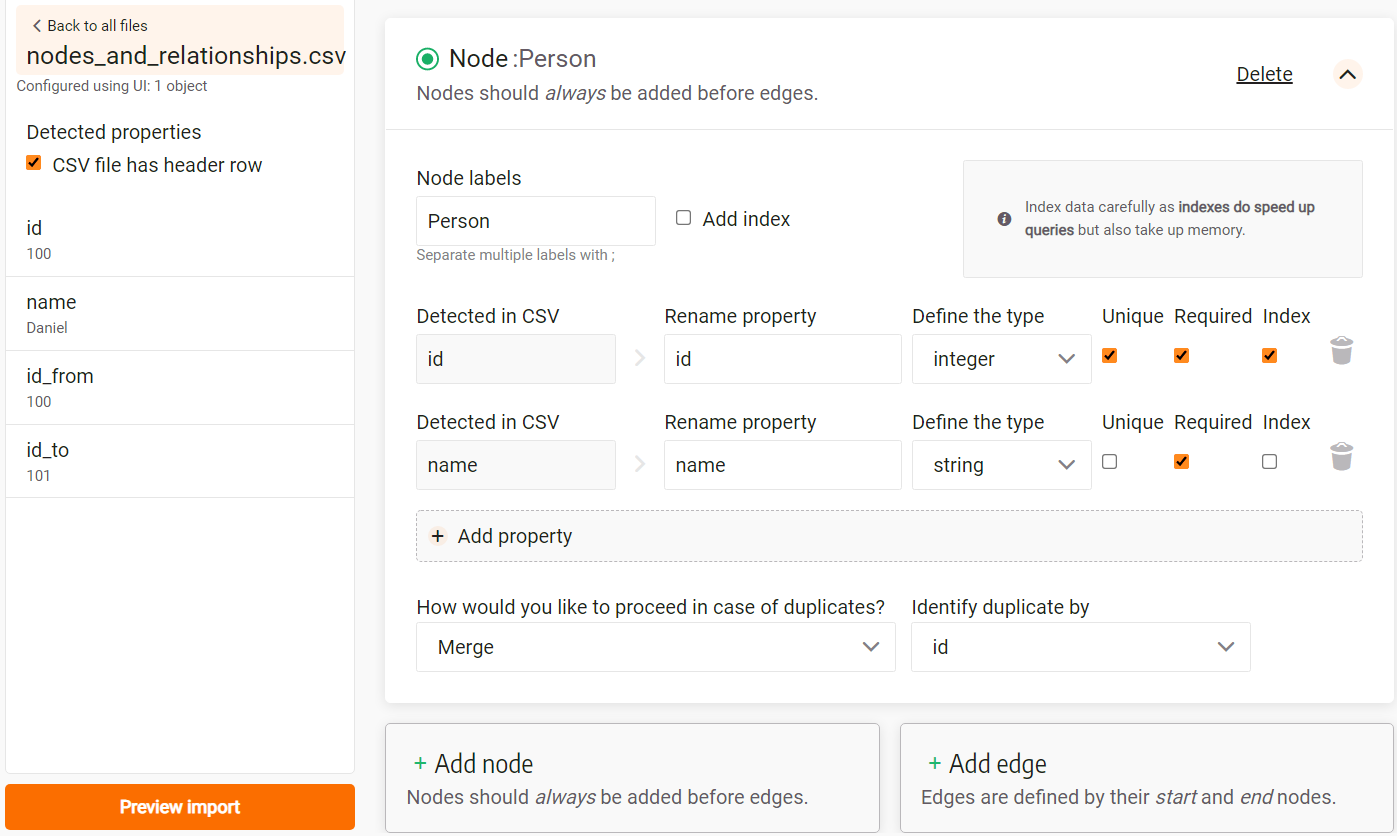 Back to all files
nodes_and_relationships.csv
Configured using UI: 1 object
Detected properties
CSV file has header row
id
100
name
Daniel
id_from
100
id_to
101
Preview import
Node :Person
Nodes should always be added before edges.
Delete
Node labels
Person
Add index
Separate multiple labels with ;
Index data carefully as indexes do speed up
queries but also take up memory.
Detected in CSV Rename property Define the type Unique Required Index
id id integer
Detected in CSV Rename property Define the type Unique Required Index
name name string
+ Add property
How would you like to proceed in case of duplicates? Identify duplicate by
Merge id
+ Add node
Nodes should always be added before edges.
+ Add edge
Edges are defined by their start and end nodes.